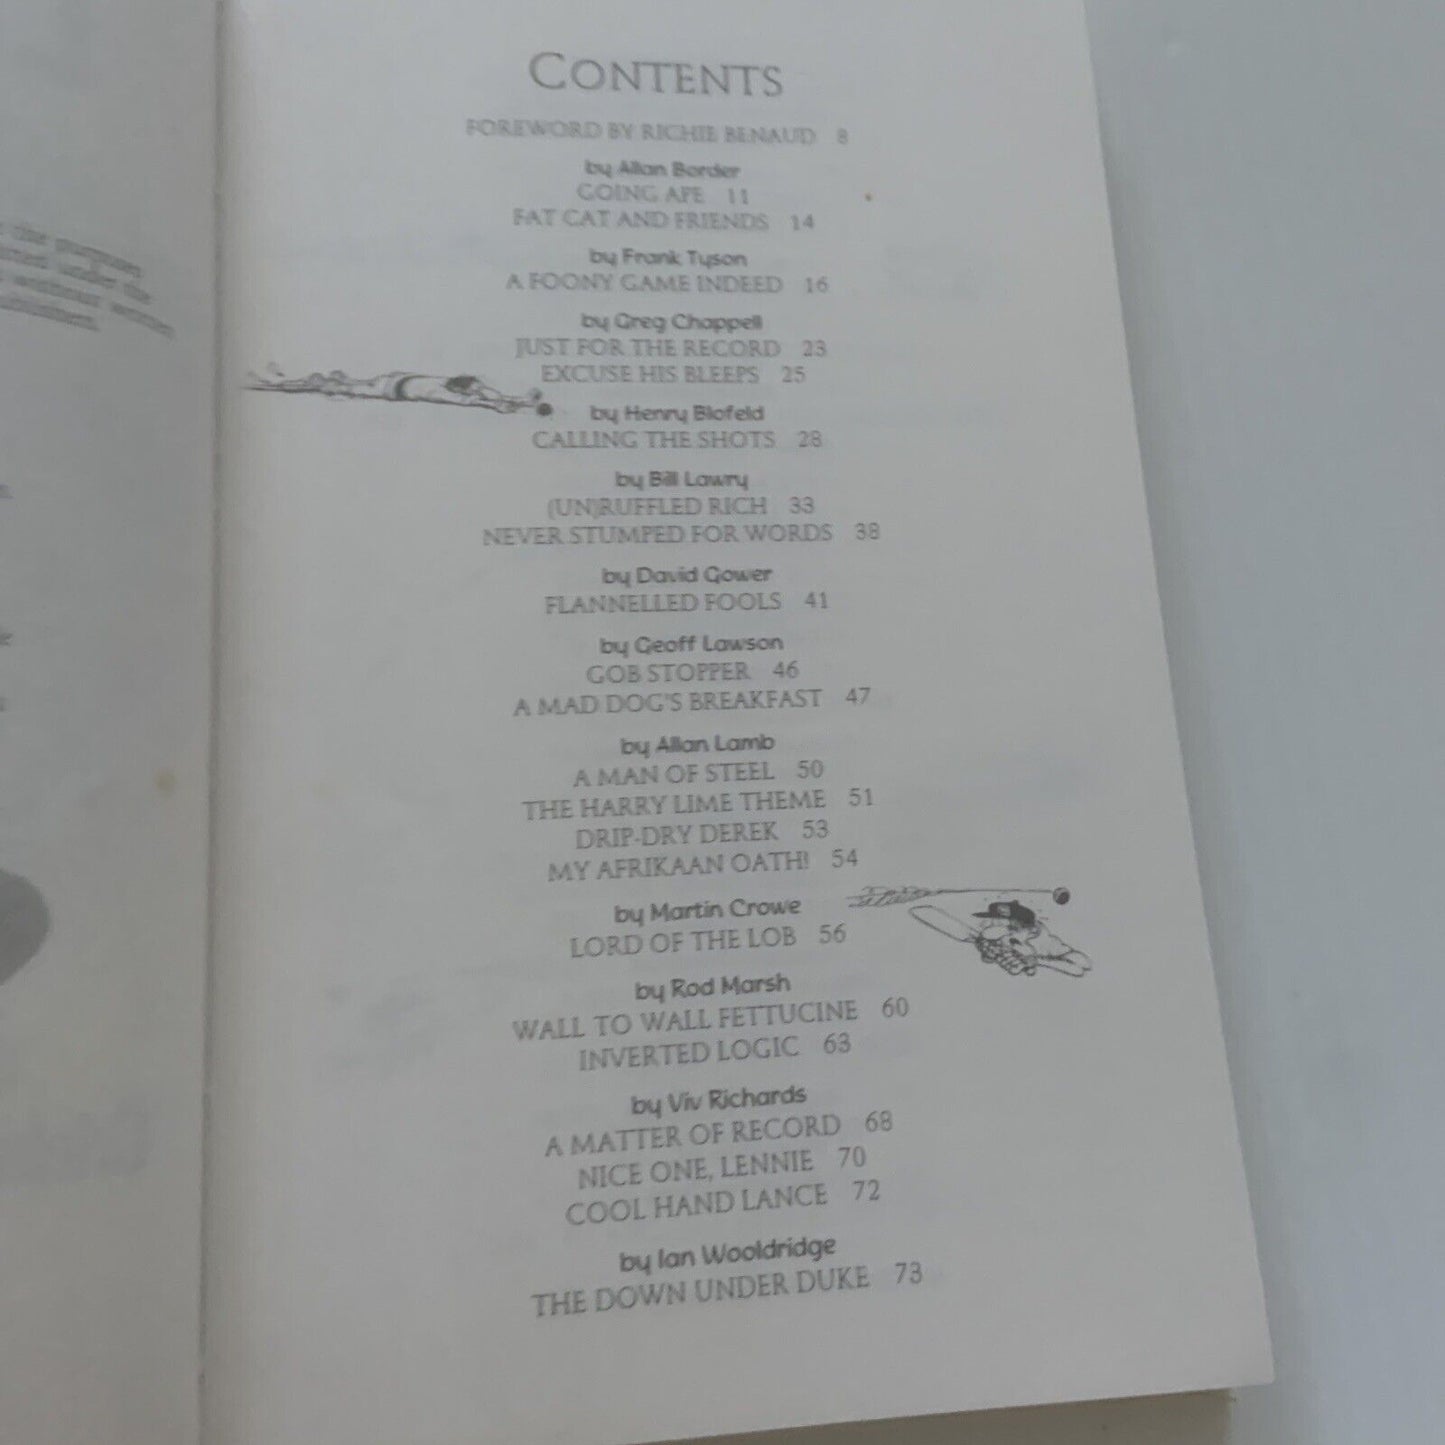 the purposes
under the
without written
CONTENTS
FOREWORD BY RICHIE BENAUD 8
by Allan Border
GOING APE 11
FAT CAT AND FRIENDS 14
by Frank Tyson
A FOONY GAME INDEED 16
by Greg Chappell
JUST FOR THE RECORD 23
EXCUSE HIS BLEEPS 25
by Henry Blofeld
CALLING THE SHOTS 28
by Bill Lawry
(UN)RUFFLED RICH 33
NEVER STUMPED FOR WORDS 38
by David Gower
FLANNELLED FOOLS 41
by Geoff Lawson
GOB STOPPER 46
A MAD DOG'S BREAKFAST 47
by Allan Lamb
A MAN OF STEEL 50
THE HARRY LIME THEME 51
DRIP-DRY DEREK 53
MY AFRIKAAN OATH! 54
by Martin Crowe
LORD OF THE LOB 56
by Rod Marsh
WALL TO WALL FETTUCINE 60
INVERTED LOGIC 63
by Viv Richards
A MATTER OF RECORD 68
NICE ONE, LENNIE 70
COOL HAND LANCE 72
by Ian Wooldridge
THE DOWN UNDER DUKE 73